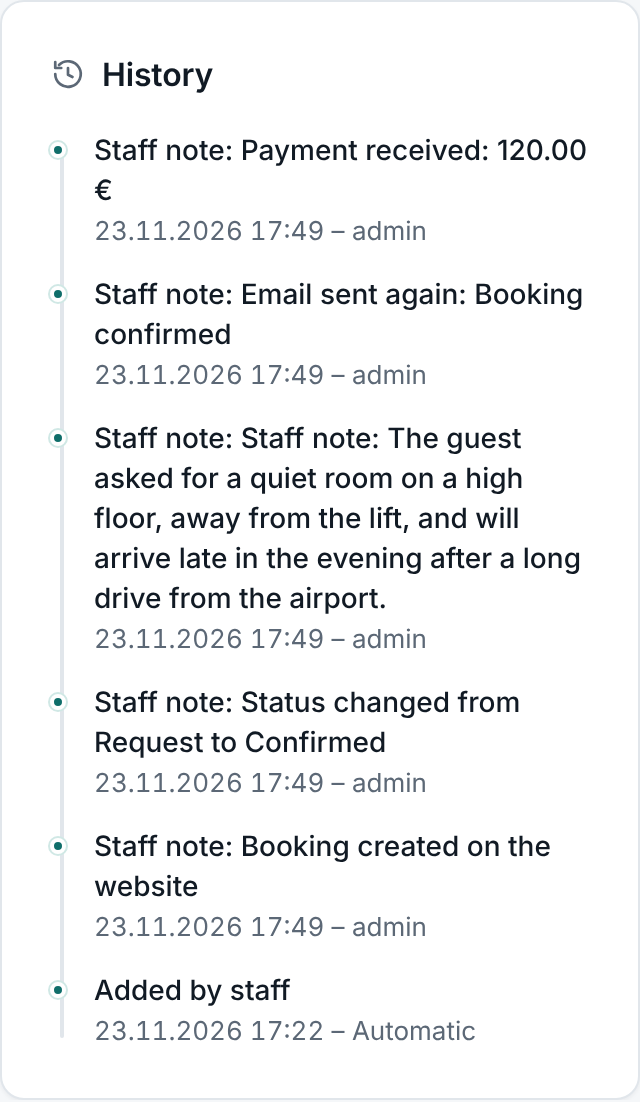 History
Staff note: Payment received: 120.00
€
23.11.2026 17:49 – admin
Staff note: Email sent again: Booking
confirmed
23.11.2026 17:49 – admin
Staff note: Staff note: The guest
asked for a quiet room on a high
floor, away from the lift, and will
arrive late in the evening after a long
drive from the airport.
23.11.2026 17:49 – admin
Staff note: Status changed from
Request to Confirmed
23.11.2026 17:49 – admin
Staff note: Booking created on the
website
23.11.2026 17:49 – admin
Added by staff
23.11.2026 17:22 – Automatic